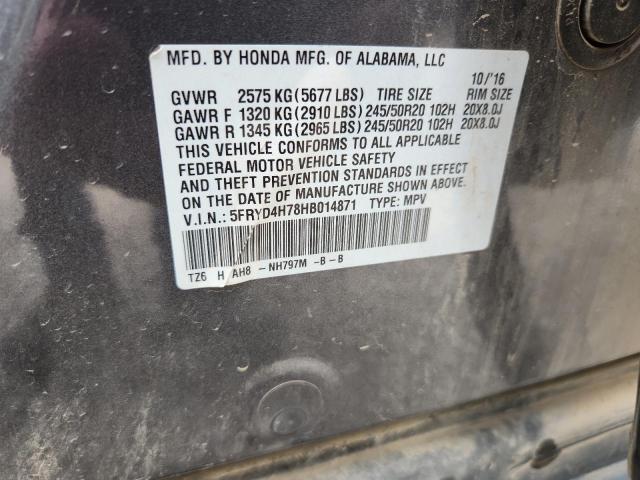 MFD. BY HONDA MFG. OF ALABAMA, LLC
10/'16
GVWR 2575 KG (5677 LBS) TIRE SIZE RIM SIZE
GAWR F 1320 KG (2910 LBS) 245/50R20 102H 20X8.0J
GAWR R 1345 KG (2965 LBS) 245/50R20 102H 20X8.0J
THIS VEHICLE CONFORMS TO ALL APPLICABLE
FEDERAL MOTOR VEHICLE SAFETY
AND THEFT PREVENTION STANDARDS IN EFFECT
ON THE DATE OF MANUFACTURE SHOWN ABOVE.
V.I.N.: 5FRYD4H78HB014871 TYPE: MPV
TZ6 H AH8 - NH797M - B - B